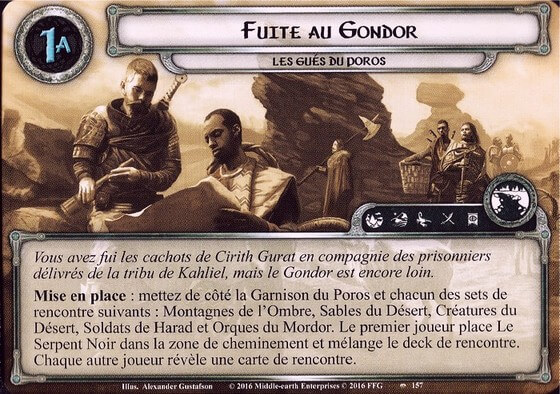 1A
FUITE AU GONDOR
LES GUÉS DU POROS
Vous avez fui les cachots de Cirith Gurat en compagnie des prisonniers
délivrés de la tribu de Kahliel, mais le Gondor est encore loin.
Mise en place : mettez de côté la Garnison du Poros et chacun des sets de
rencontre suivants : Montagnes de l'Ombre, Sables du Désert, Créatures du
Désert, Soldats de Harad et Orques du Mordor. Le premier joueur place Le
Serpent Noir dans la zone de cheminement et mélange le deck de rencontre.
Chaque autre joueur révèle une carte de rencontre.
Illus. Alexander Gustafson © 2016 Middle-earth Enterprises © 2016 FFG 157